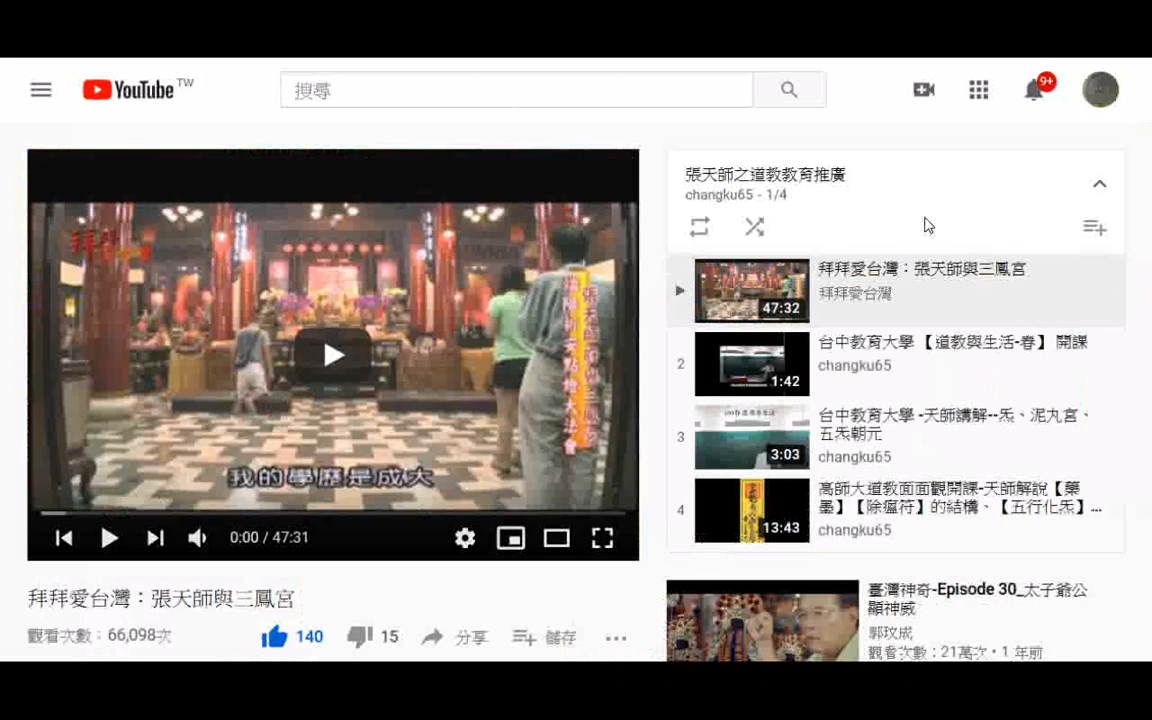 YouTube TW
搜尋
9+
拜拜
張天師與三鳳宮
我的學歷是成大
0:00 / 47:31
拜拜愛台灣：張天師與三鳳宮
觀看次數：66,098次
140
15
分享
儲存
張天師之道教教育推廣
changku65 - 1/4
47:32
拜拜愛台灣：張天師與三鳳宮
拜拜愛台灣
2
1:42
台中教育大學 【道教與生活-春】 開課
changku65
3
3:03
台中教育大學 -天師講解--炁、泥丸宮、
五炁朝元
changku65
4
13:43
高師大道教面面觀開課-天師解說【藥
墨】【除瘟符】的結構、【五行化炁】...
changku65
臺灣神奇-Episode 30_太子爺公
顯神威
郭玟成
觀看次數：21萬次・1 年前